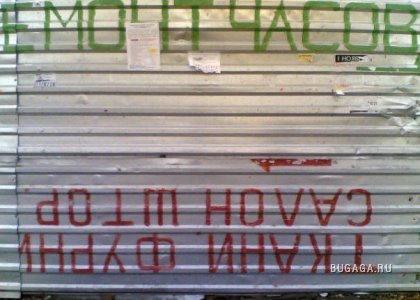 ЕМОНТ ЧАСОВ
ТКАНИ ФУРНИ
САЛОН ШТОР
BUGAGA.RU